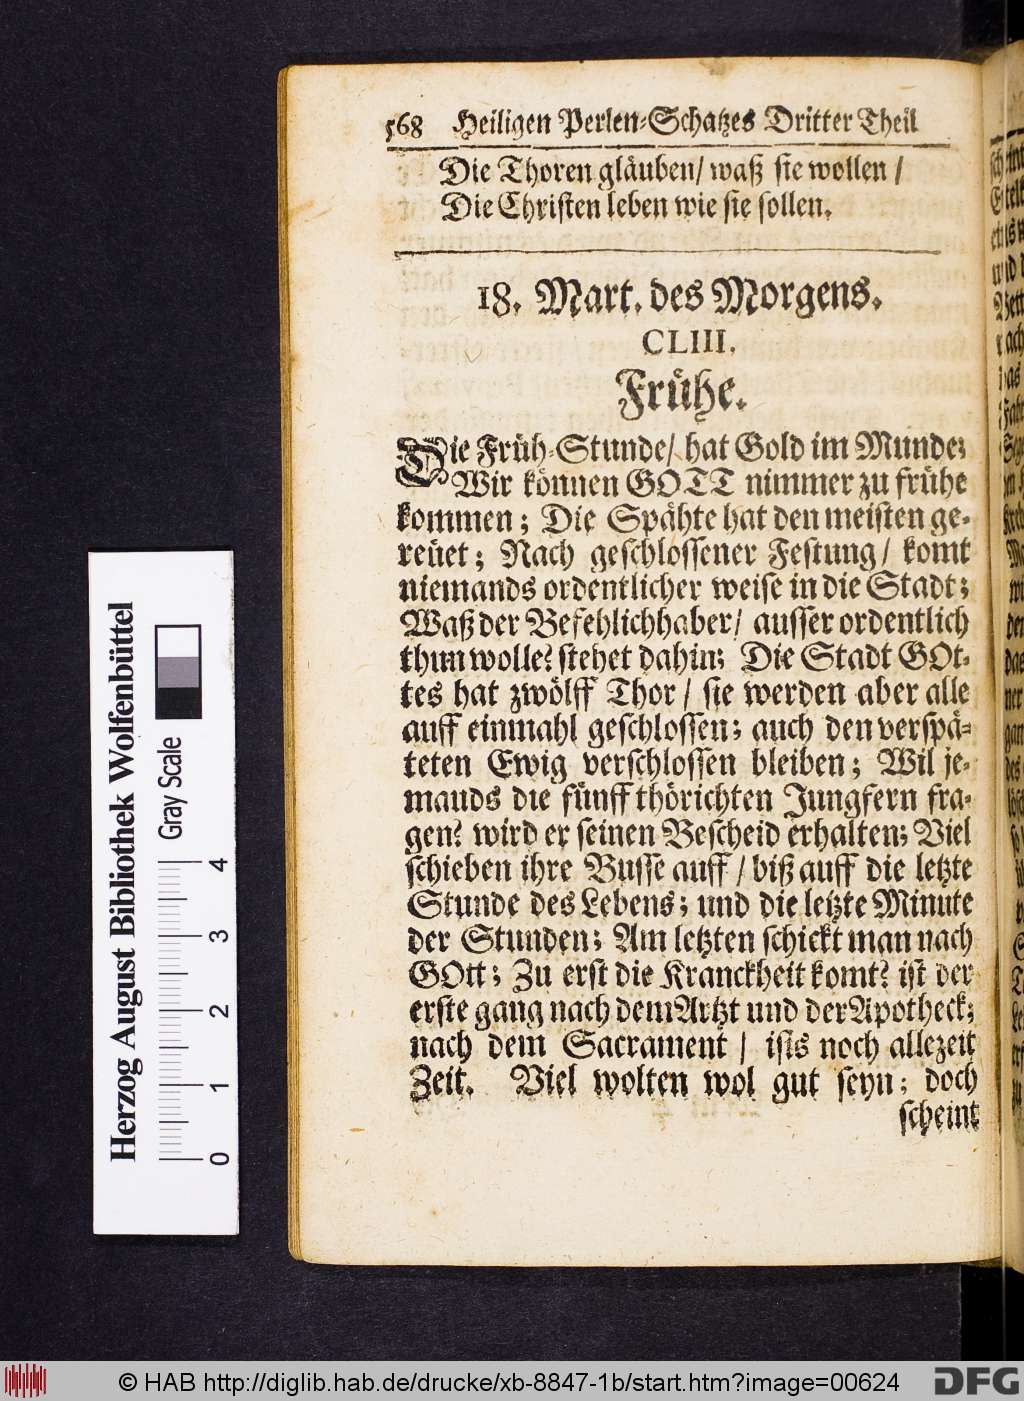 568 Heiligen Perlen-Schatzes Dritter Theil
Die Thoren gläuben/ waß sie wollen /
Die Christen leben wie sie sollen.
18. Mart. des Morgens.
CLIII.
Frühe.
Die Früh-Stunde/ hat Gold im Munde;
Wir können GOTT nimmer zu frühe
kommen; Die Spähte hat den meisten ge-
reüet; Nach geschlossener Festung/ komt
niemands ordentlicher weise in die Stadt;
Waß der Befehlichhaber/ ausser ordentlich
thun wolle? stehet dahin; Die Stadt GOt-
tes hat zwölff Thor/ sie werden aber alle
auff einmahl geschlossen; auch den verspä-
teten Ewig verschlossen bleiben; Wil je-
mands die fünff thörichten Jungfern fra-
gen? wird er seinen Bescheid erhalten; Viel
schieben ihre Busse auff/ biß auff die letzte
Stunde des Lebens; und die letzte Minute
der Stunden; Am letzten schickt man nach
GOtt; Zu erst die Kranckheit komt? ist der
erste gang nach dem Artzt und der Apotheck;
nach dem Sacrament/ ists noch allezeit
Zeit. Viel wolten wol gut seyn; doch
scheint
Herzog August Bibliothek Wolfenbüttel
Gray Scale
0 1 2 3 4
© HAB http://diglib.hab.de/drucke/xb-8847-1b/start.htm?image=00624
DFG